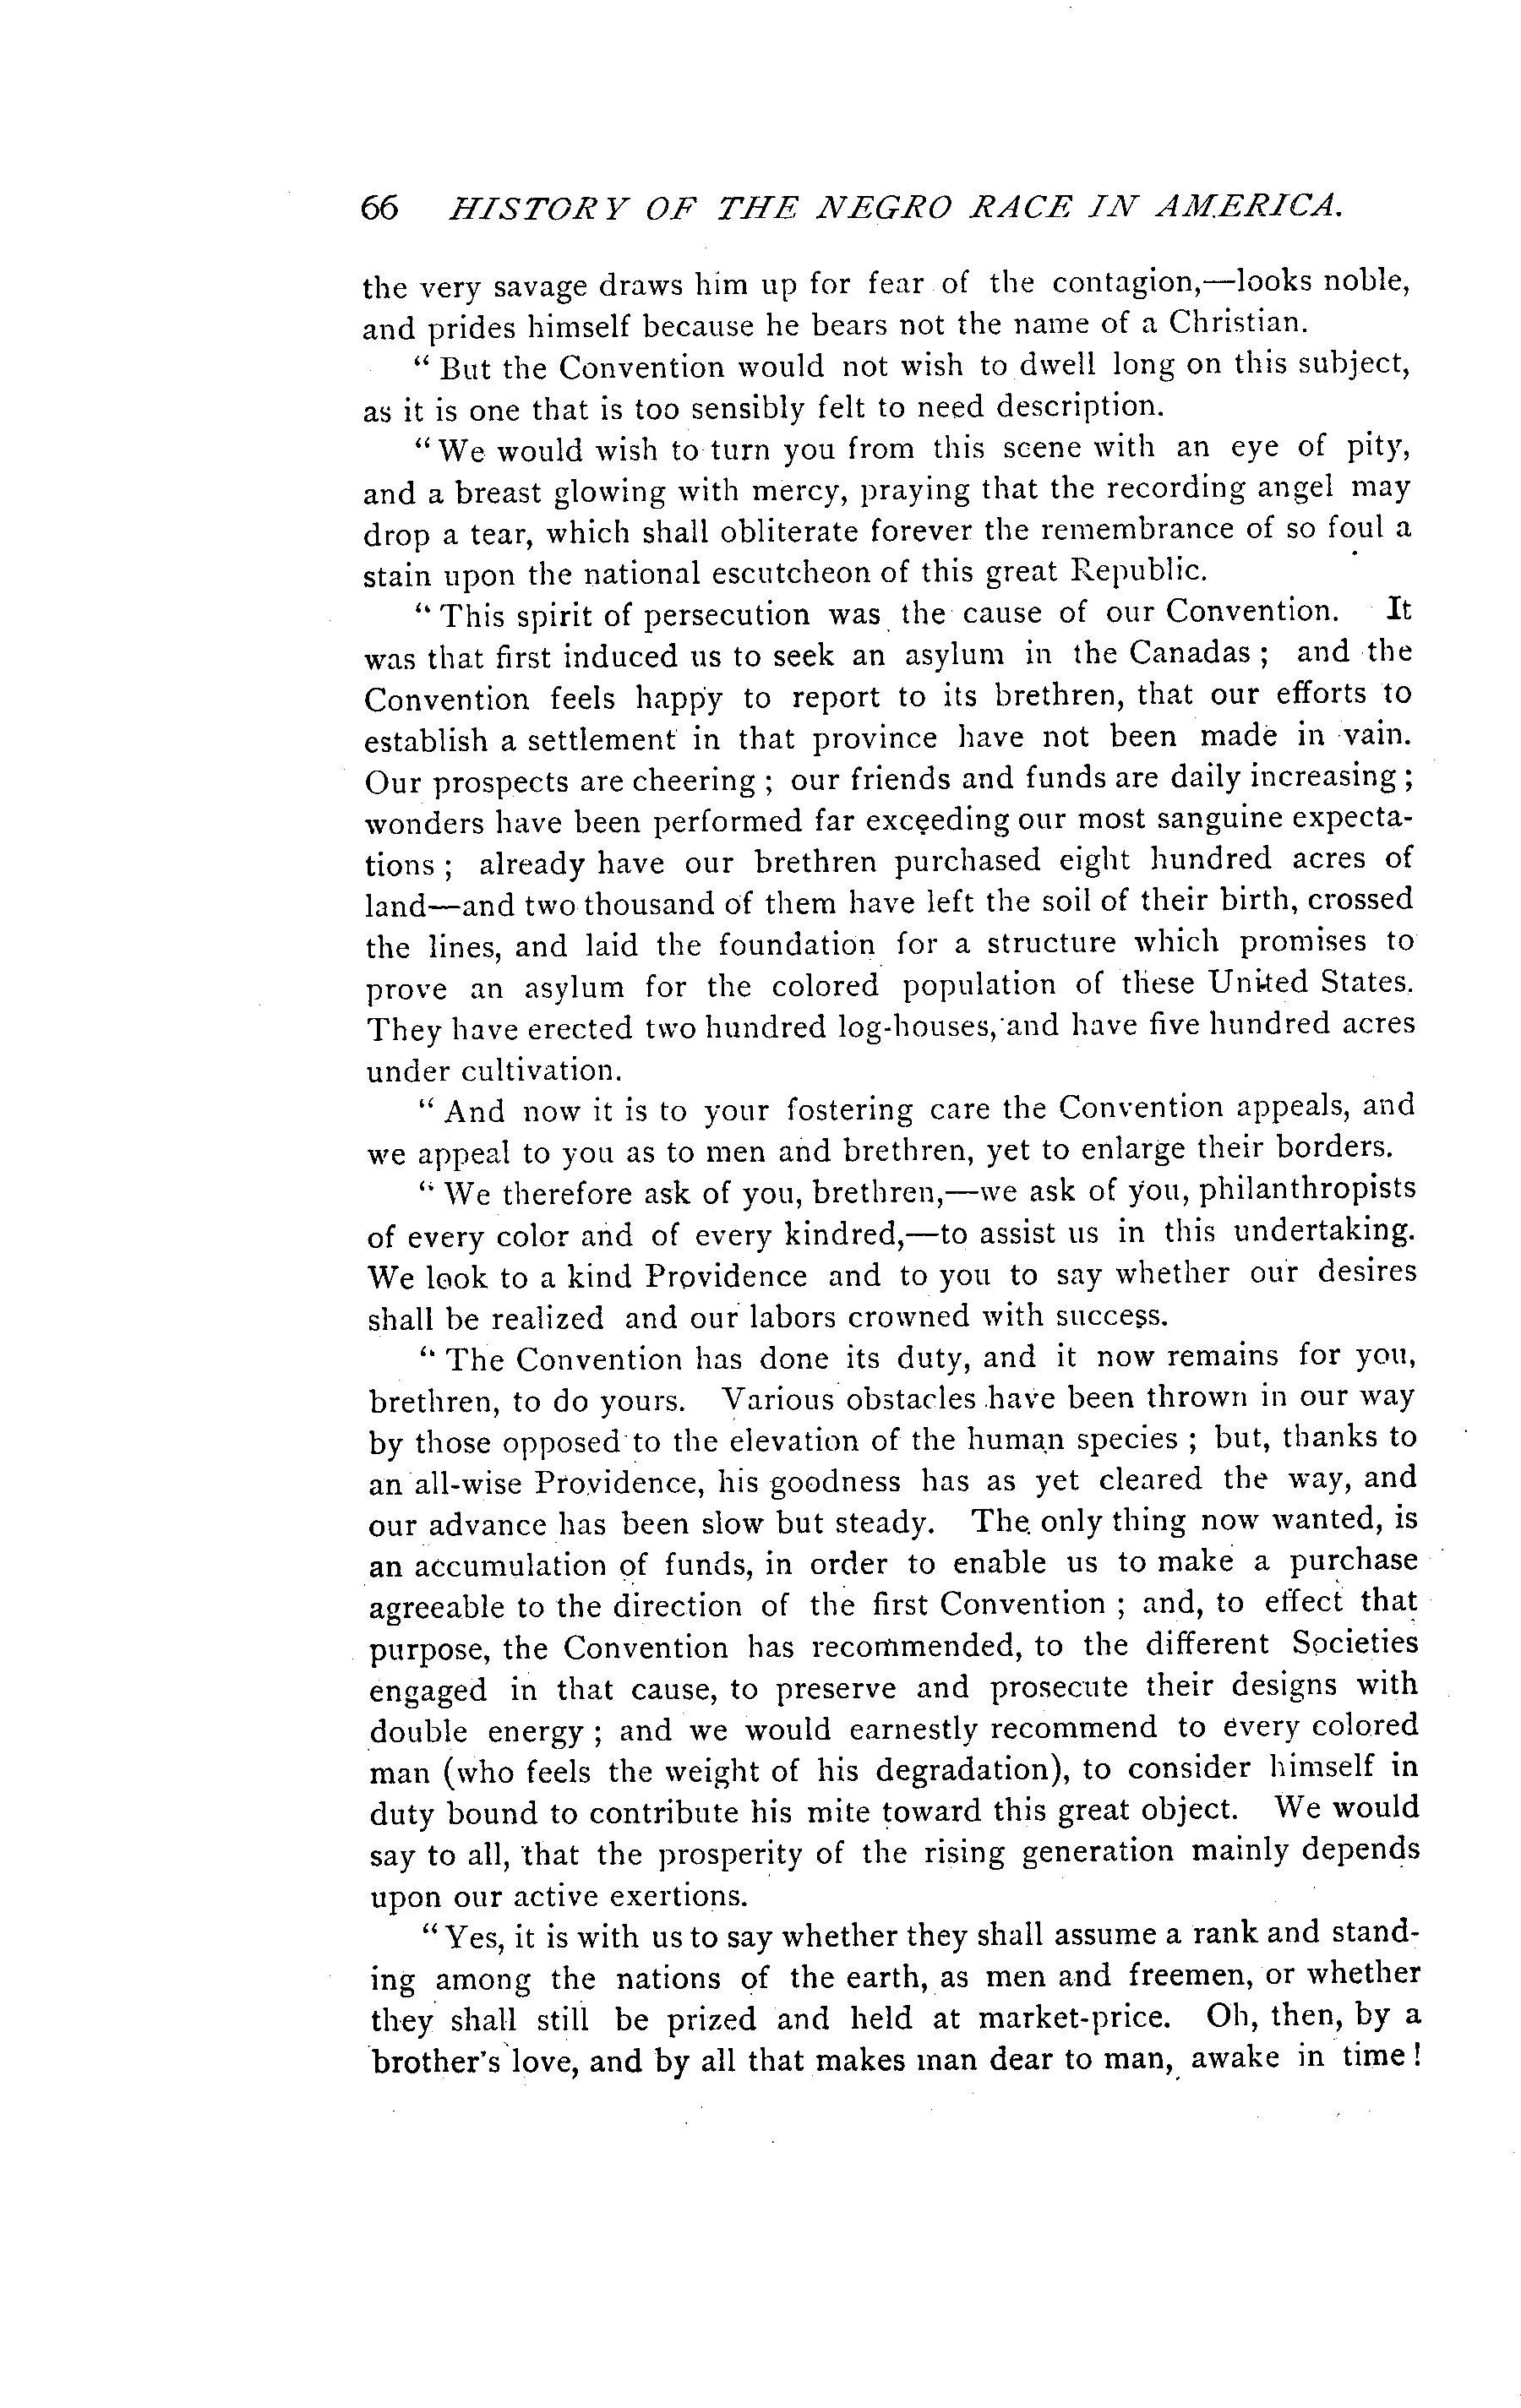 66 HISTORY OF THE NEGRO RACE IN AMERICA.
the very savage draws him up for fear of the contagion,—looks noble,
and prides himself because he bears not the name of a Christian.
“ But the Convention would not wish to dwell long on this subject,
as it is one that is too sensibly felt to need description.
“ We would wish to turn you from this scene with an eye of pity,
and a breast glowing with mercy, praying that the recording angel may
drop a tear, which shall obliterate forever the remembrance of so foul a
stain upon the national escutcheon of this great Republic.
“ This spirit of persecution was the cause of our Convention. It
was that first induced us to seek an asylum in the Canadas ; and the
Convention feels happy to report to its brethren, that our efforts to
establish a settlement in that province have not been made in vain.
Our prospects are cheering ; our friends and funds are daily increasing ;
wonders have been performed far exceeding our most sanguine expecta-
tions ; already have our brethren purchased eight hundred acres of
land—and two thousand of them have left the soil of their birth, crossed
the lines, and laid the foundation for a structure which promises to
prove an asylum for the colored population of these United States.
They have erected two hundred log-houses, and have five hundred acres
under cultivation.
“ And now it is to your fostering care the Convention appeals, and
we appeal to you as to men and brethren, yet to enlarge their borders.
“ We therefore ask of you, brethren,—we ask of you, philanthropists
of every color and of every kindred,—to assist us in this undertaking.
We look to a kind Providence and to you to say whether our desires
shall be realized and our labors crowned with success.
“ The Convention has done its duty, and it now remains for you,
brethren, to do yours. Various obstacles have been thrown in our way
by those opposed to the elevation of the human species ; but, thanks to
an all-wise Providence, his goodness has as yet cleared the way, and
our advance has been slow but steady. The only thing now wanted, is
an accumulation of funds, in order to enable us to make a purchase
agreeable to the direction of the first Convention ; and, to effect that
purpose, the Convention has recommended, to the different Societies
engaged in that cause, to preserve and prosecute their designs with
double energy ; and we would earnestly recommend to every colored
man (who feels the weight of his degradation), to consider himself in
duty bound to contribute his mite toward this great object. We would
say to all, that the prosperity of the rising generation mainly depends
upon our active exertions.
“ Yes, it is with us to say whether they shall assume a rank and stand-
ing among the nations of the earth, as men and freemen, or whether
they shall still be prized and held at market-price. Oh, then, by a
brother's love, and by all that makes man dear to man, awake in time !